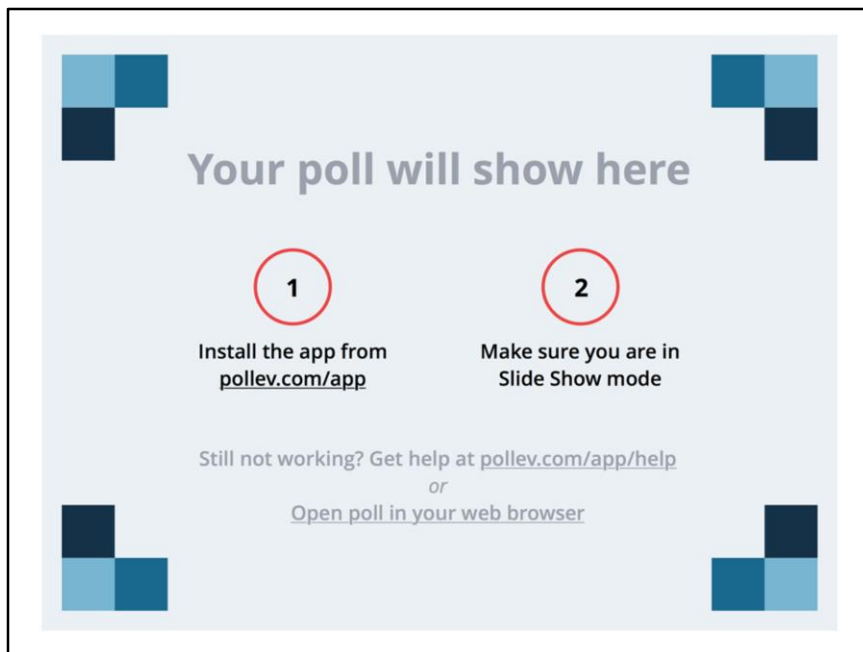 Your poll will show here
1
Install the app from
pollev.com/app
2
Make sure you are in
Slide Show mode
Still not working? Get help at pollev.com/app/help
or
Open poll in your web browser